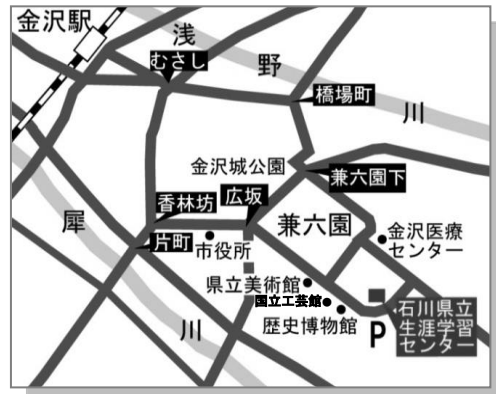 金沢駅
浅
野
川
むさし
橋場町
金沢城公園
兼六園下
香林坊
広坂
兼六園
犀
川
片町
市役所
金沢医療
センター
県立美術館
国立工芸館
歴史博物館
P
石川県立
生涯学習
センター